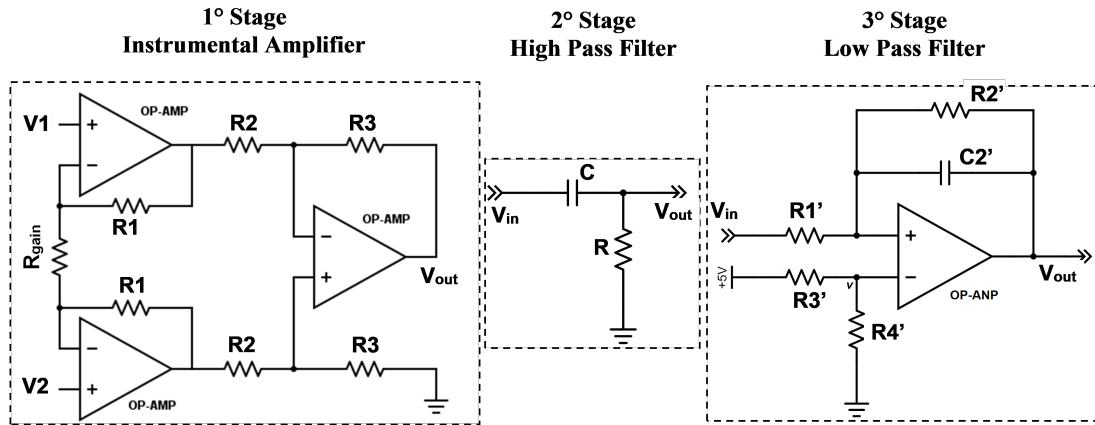 1° Stage
Instrumental Amplifier
2° Stage
High Pass Filter
3° Stage
Low Pass Filter
OP-AMP
V1
+
−
R1
R2
R3
Rgain
−
+
OP-AMP
Vout
R1
R2
R3
−
+
V2
OP-AMP
C
Vin
Vout
R
R2'
C2'
Vin
R1'
+
−
OP-ANP
Vout
+5V
R3'
v
R4'